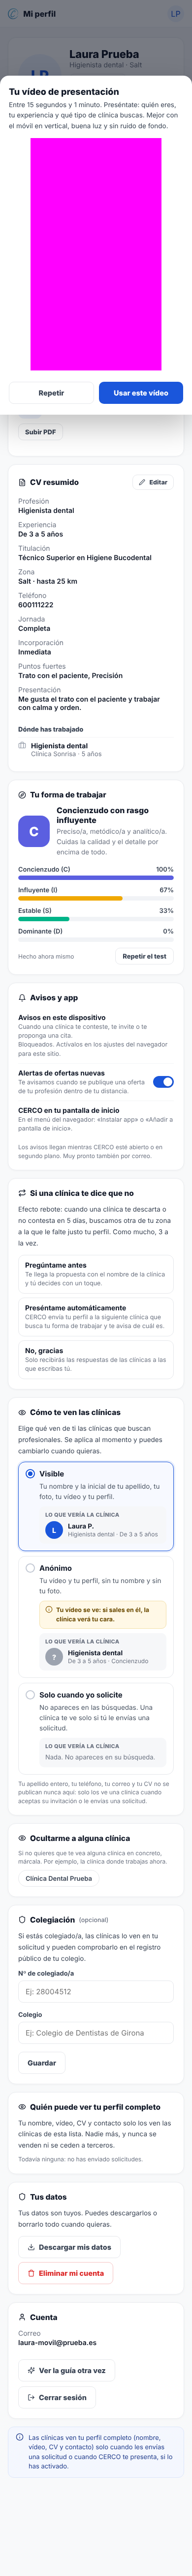 Mi perfil
LP
Laura Prueba
Higienista dental · Salt
Tu vídeo de presentación
Entre 15 segundos y 1 minuto. Preséntate: quién eres,
tu experiencia y qué tipo de clínica buscas. Mejor con
el móvil en vertical, buena luz y sin ruido de fondo.
Repetir
Usar este vídeo
Subir PDF
CV resumido
Editar
Profesión
Higienista dental
Experiencia
De 3 a 5 años
Titulación
Técnico Superior en Higiene Bucodental
Zona
Salt · hasta 25 km
Teléfono
600111222
Jornada
Completa
Incorporación
Inmediata
Puntos fuertes
Trato con el paciente, Precisión
Presentación
Me gusta el trato con el paciente y trabajar
con calma y orden.
Dónde has trabajado
Higienista dental
Clínica Sonrisa · 5 años
Tu forma de trabajar
C
Concienzudo con rasgo
influyente
Preciso/a, metódico/a y analítico/a.
Cuidas la calidad y el detalle por
encima de todo.
Concienzudo (C)
100%
Influyente (I)
67%
Estable (S)
33%
Dominante (D)
0%
Hecho ahora mismo
Repetir el test
Avisos y app
Avisos en este dispositivo
Cuando una clínica te conteste, te invite o te
proponga una cita.
Bloqueados. Actívalos en los ajustes del navegador
para este sitio.
Alertas de ofertas nuevas
Te avisamos cuando se publique una oferta
de tu profesión dentro de tu distancia.
CERCO en tu pantalla de inicio
En el menú del navegador: «Instalar app» o «Añadir a
pantalla de inicio».
Los avisos llegan mientras CERCO esté abierto o en
segundo plano. Muy pronto también por correo.
Si una clínica te dice que no
Efecto rebote: cuando una clínica te descarta o
no contesta en 5 días, buscamos otra de tu zona
a la que le falte justo tu perfil. Como mucho, 3 a
la vez.
Pregúntame antes
Te llega la propuesta con el nombre de la clínica
y tú decides con un toque.
Preséntame automáticamente
CERCO envía tu perfil a la siguiente clínica que
busca tu forma de trabajar y te avisa de cuál es.
No, gracias
Solo recibirás las respuestas de las clínicas a las
que escribas tú.
Cómo te ven las clínicas
Elige qué ven de ti las clínicas que buscan
profesionales. Se aplica al momento y puedes
cambiarlo cuando quieras.
Visible
Tu nombre y la inicial de tu apellido, tu
foto, tu vídeo y tu perfil.
LO QUE VERÍA LA CLÍNICA
L
Laura P.
Higienista dental · De 3 a 5 años
Anónimo
Tu vídeo y tu perfil, sin tu nombre y sin
tu foto.
Tu vídeo se ve: si sales en él, la
clínica verá tu cara.
LO QUE VERÍA LA CLÍNICA
?
Higienista dental
De 3 a 5 años · Concienzudo
Solo cuando yo solicite
No apareces en las búsquedas. Una
clínica te ve solo si tú le envías una
solicitud.
LO QUE VERÍA LA CLÍNICA
Nada. No apareces en su búsqueda.
Tu apellido entero, tu teléfono, tu correo y tu CV no se
publican nunca aquí: solo los ve una clínica cuando
aceptas su invitación o le envías una solicitud.
Ocultarme a alguna clínica
Si no quieres que te vea alguna clínica en concreto,
márcala. Por ejemplo, la clínica donde trabajas ahora.
Clínica Dental Prueba
Colegiación (opcional)
Si estás colegiado/a, las clínicas lo ven en tu
solicitud y pueden comprobarlo en el registro
público de tu colegio.
Nº de colegiado/a
Ej: 28004512
Colegio
Ej: Colegio de Dentistas de Girona
Guardar
Quién puede ver tu perfil completo
Tu nombre, vídeo, CV y contacto solo los ven las
clínicas de esta lista. Nadie más, y nunca se
venden ni se ceden a terceros.
Todavía ninguna: no has enviado solicitudes.
Tus datos
Tus datos son tuyos. Puedes descargarlos o
borrarlo todo cuando quieras.
Descargar mis datos
Eliminar mi cuenta
Cuenta
Correo
laura-movil@prueba.es
Ver la guía otra vez
Cerrar sesión
Las clínicas ven tu perfil completo (nombre,
vídeo, CV y contacto) solo cuando les envías
una solicitud o cuando CERCO te presenta, si lo
has activado.